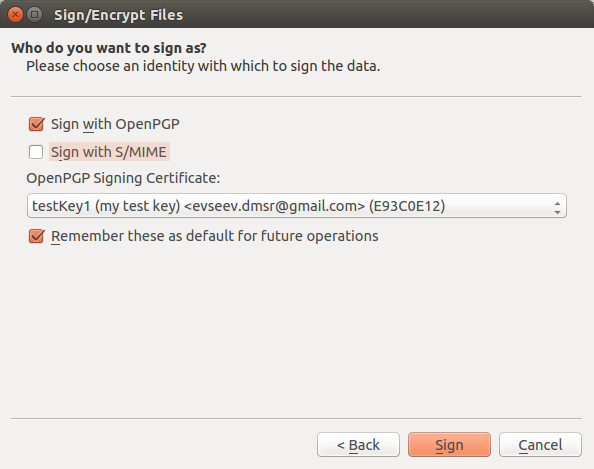 Sign/Encrypt Files
Who do you want to sign as?
Please choose an identity with which to sign the data.
Sign with OpenPGP
Sign with S/MIME
OpenPGP Signing Certificate:
testKey1 (my test key) <evseev.dmsr@gmail.com> (E93C0E12)
Remember these as default for future operations
< Back Sign Cancel